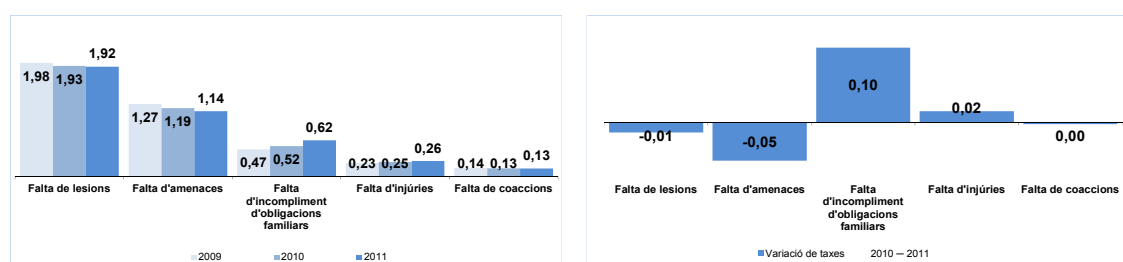 1,98 1,93 1,92
1,27 1,19 1,14
0,47 0,52 0,62
0,23 0,25 0,26
0,14 0,13 0,13
Falta de lesions
Falta d'amenaces
Falta
d'incompliment
d'obligacions
familiars
Falta d'injúries
Falta de coaccions
2009 2010 2011
-0,01
-0,05
0,10
0,02
0,00
Falta de lesions
Falta d'amenaces
Falta
d'incompliment
d'obligacions
familiars
Falta d'injúries
Falta de coaccions
Variació de taxes 2010 — 2011